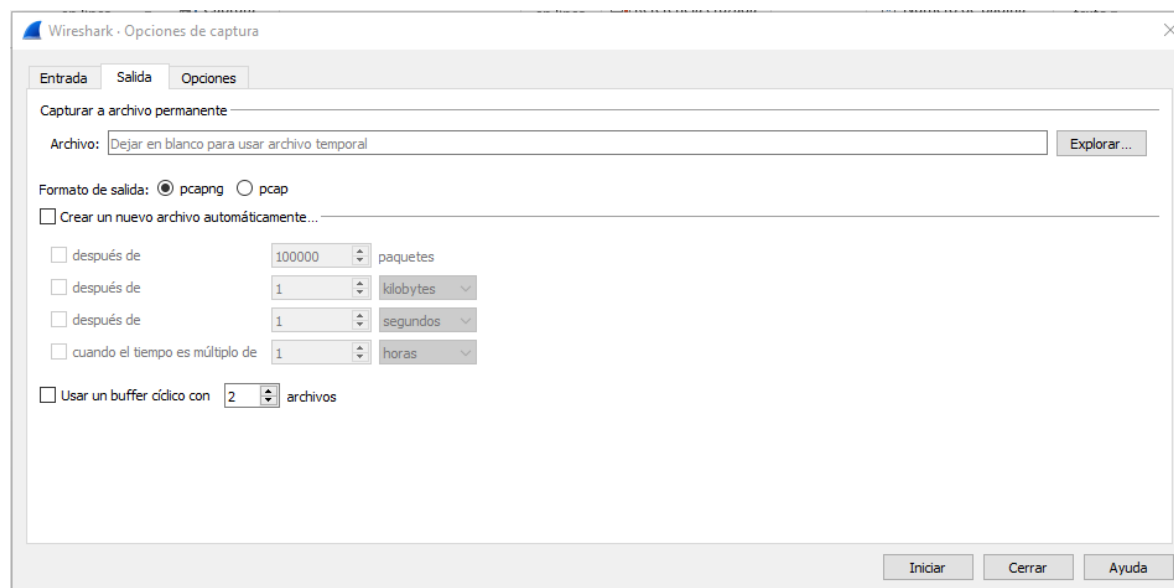 Wireshark · Opciones de captura
Entrada Salida Opciones
Capturar a archivo permanente
Archivo: Dejar en blanco para usar archivo temporal Explorar...
Formato de salida: pcapng pcap
Crear un nuevo archivo automáticamente...
después de 100000 paquetes
después de 1 kilobytes
después de 1 segundos
cuando el tiempo es múltiplo de 1 horas
Usar un buffer cíclico con 2 archivos
Iniciar Cerrar Ayuda